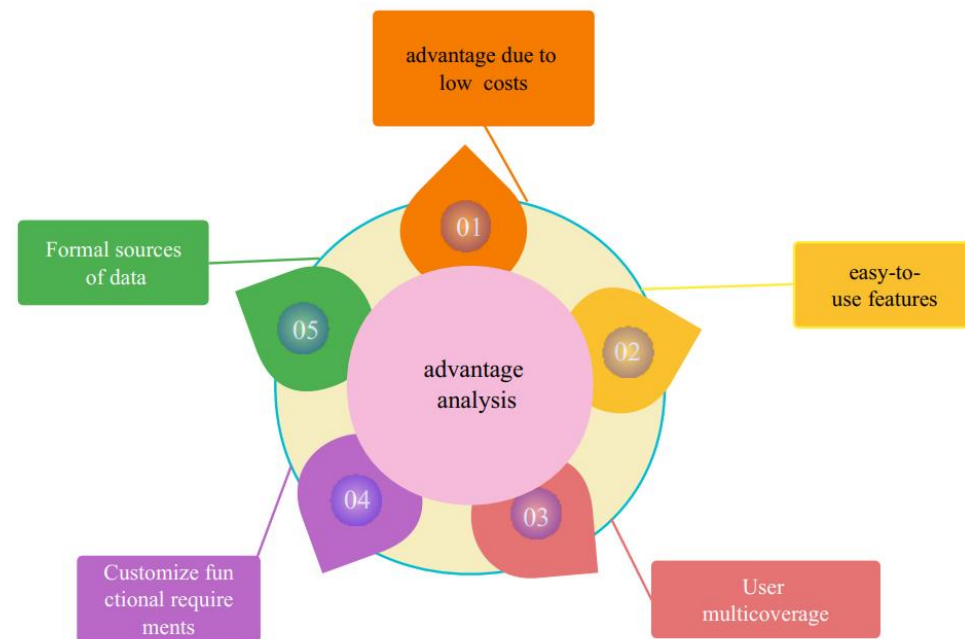 advantage due to
low costs
01
Formal sources
of data
easy-to-
use features
05
02
advantage
analysis
04
03
Customize fun
ctional require
ments
User
multicoverage